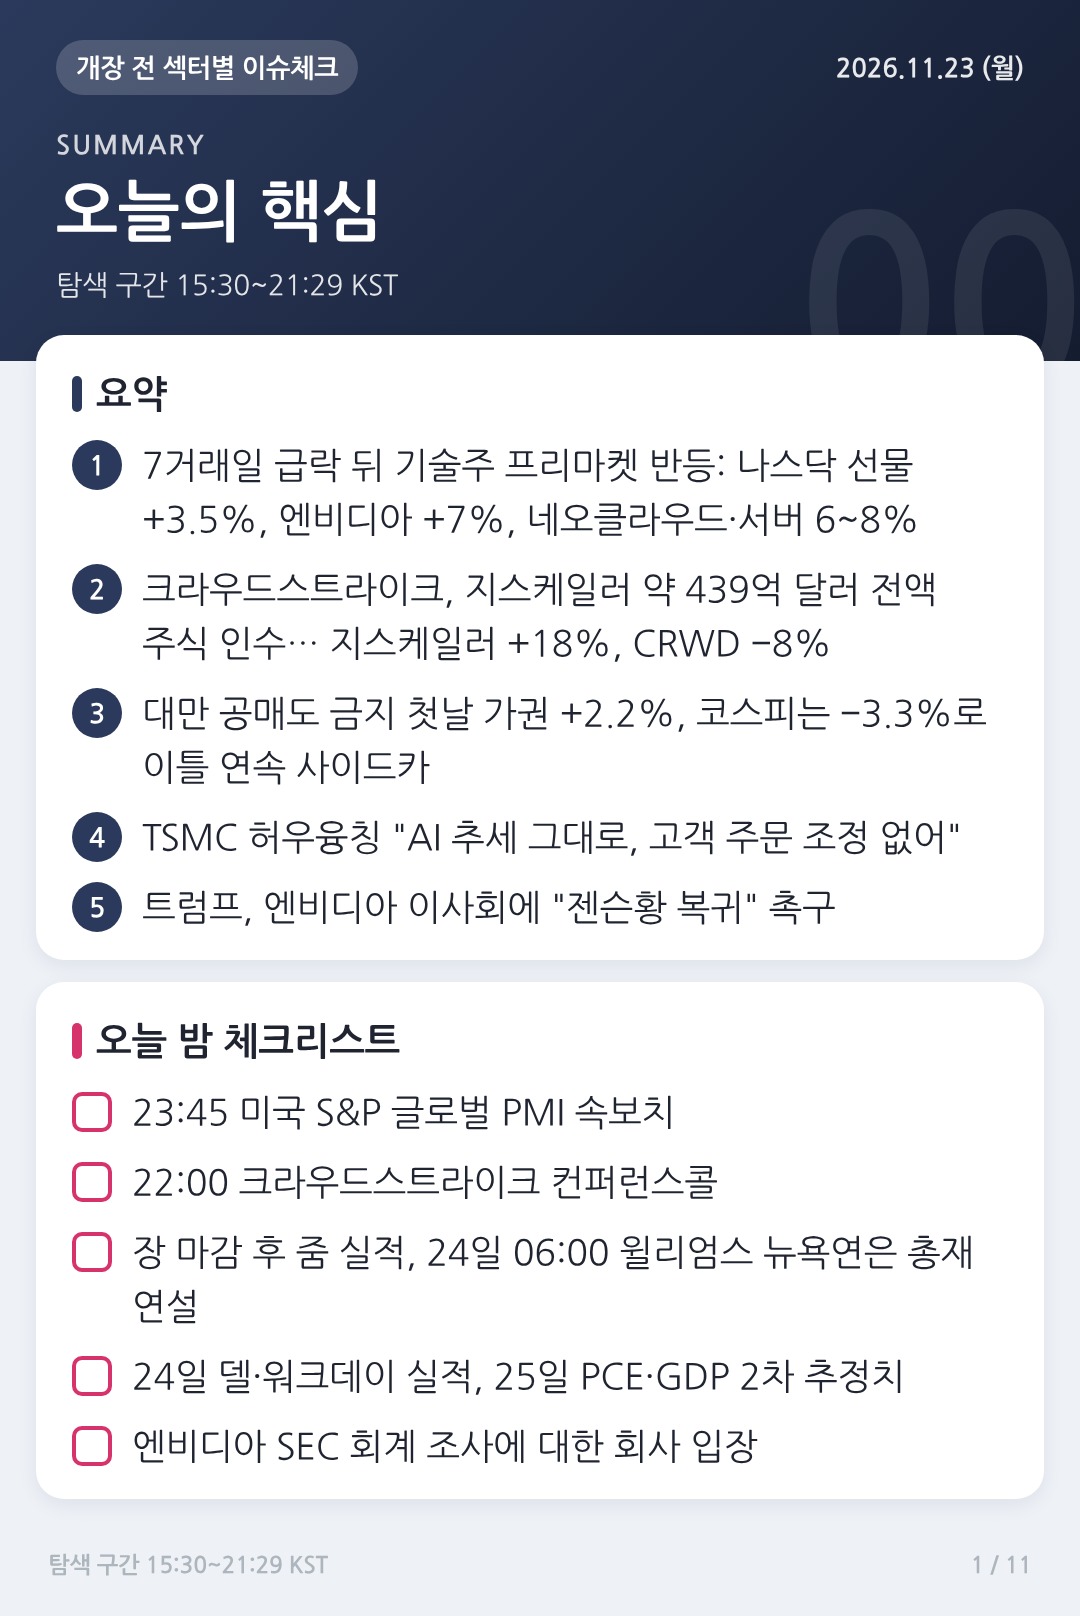 개장 전 섹터별 이슈체크
2026.11.23 (월)
SUMMARY
오늘의 핵심
탐색 구간 15:30~21:29 KST
00
요약
1 7거래일 급락 뒤 기술주 프리마켓 반등: 나스닥 선물
+3.5%, 엔비디아 +7%, 네오클라우드·서버 6~8%
2 크라우드스트라이크, 지스케일러 약 439억 달러 전액
주식 인수… 지스케일러 +18%, CRWD −8%
3 대만 공매도 금지 첫날 가권 +2.2%, 코스피는 −3.3%로
이틀 연속 사이드카
4 TSMC 허우융칭 "AI 추세 그대로, 고객 주문 조정 없어"
5 트럼프, 엔비디아 이사회에 "젠슨황 복귀" 촉구
오늘 밤 체크리스트
23:45 미국 S&P 글로벌 PMI 속보치
22:00 크라우드스트라이크 컨퍼런스콜
장 마감 후 줌 실적, 24일 06:00 윌리엄스 뉴욕연은 총재
연설
24일 델·워크데이 실적, 25일 PCE·GDP 2차 추정치
엔비디아 SEC 회계 조사에 대한 회사 입장
탐색 구간 15:30~21:29 KST
1 / 11